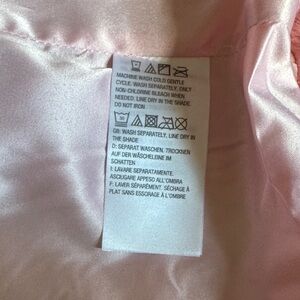 MACHINE WASH COLD GENTLE
CYCLE, WASH SEPARATELY, ONLY
NON-CHLORINE BLEACH WHEN
NEEDED, LINE DRY IN THE SHADE
DO NOT IRON
30
GB: WASH SEPARATELY, LINE DRY IN
THE SHADE
D: SEPARAT WASCHEN, TROCKNEN
AUF DER WÄSCHELEINE IM
SCHATTEN
I: LAVARE SEPARATAMENTE.
ASCIUGARE APPESO ALL'OMBRA
F: LAVER SÉPARÉMENT. SÉCHAGE À
PLAT SANS ESSORAGE À L'OMBRE